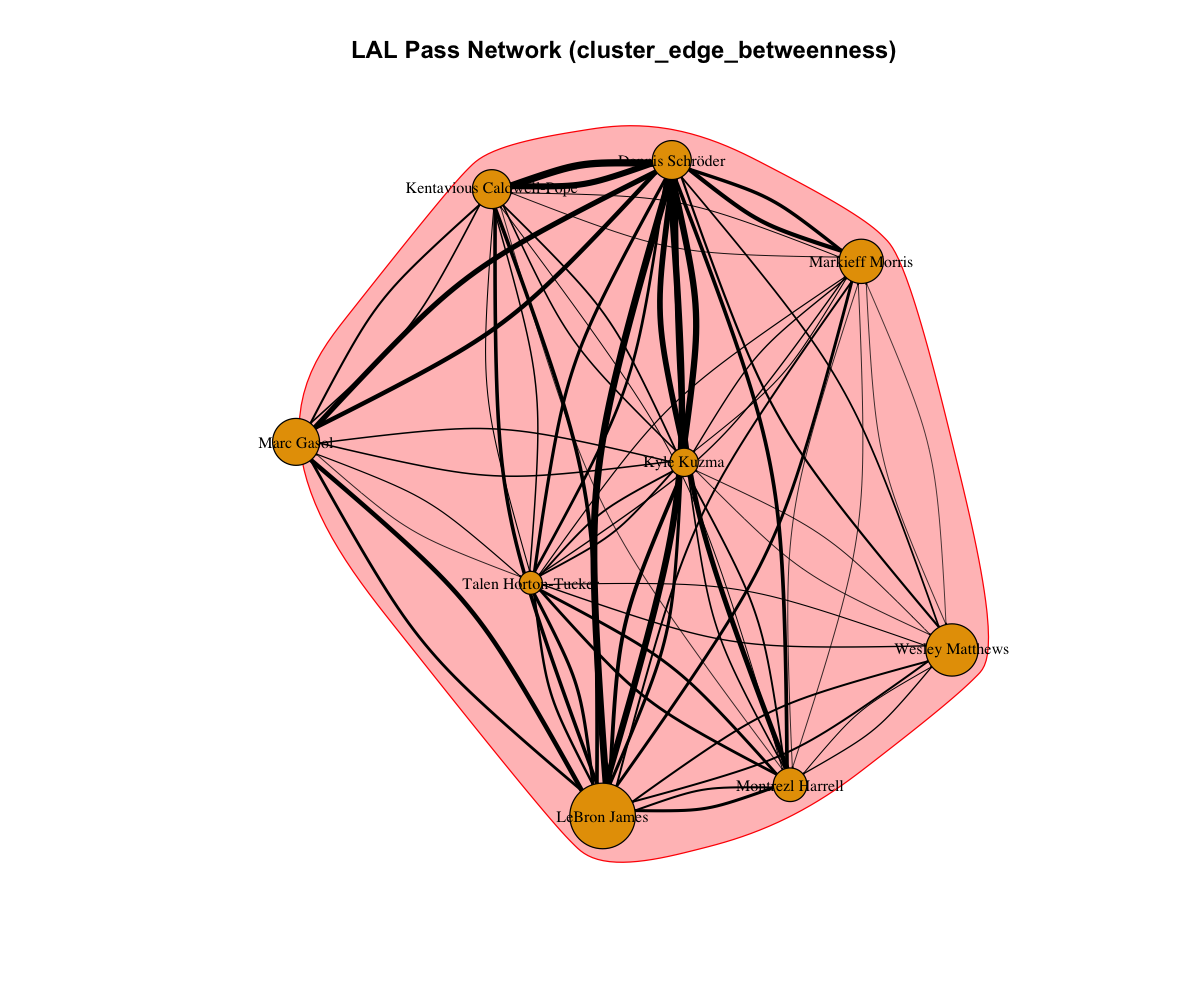 LAL Pass Network (cluster_edge_betweenness)
Dennis Schröder
Kentavious Caldwell-Pope
Markieff Morris
Marc Gasol
Kyle Kuzma
Talen Horton-Tucker
Wesley Matthews
Montrezl Harrell
LeBron James